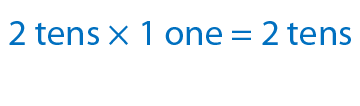 2 tens × 1 one = 2 tens